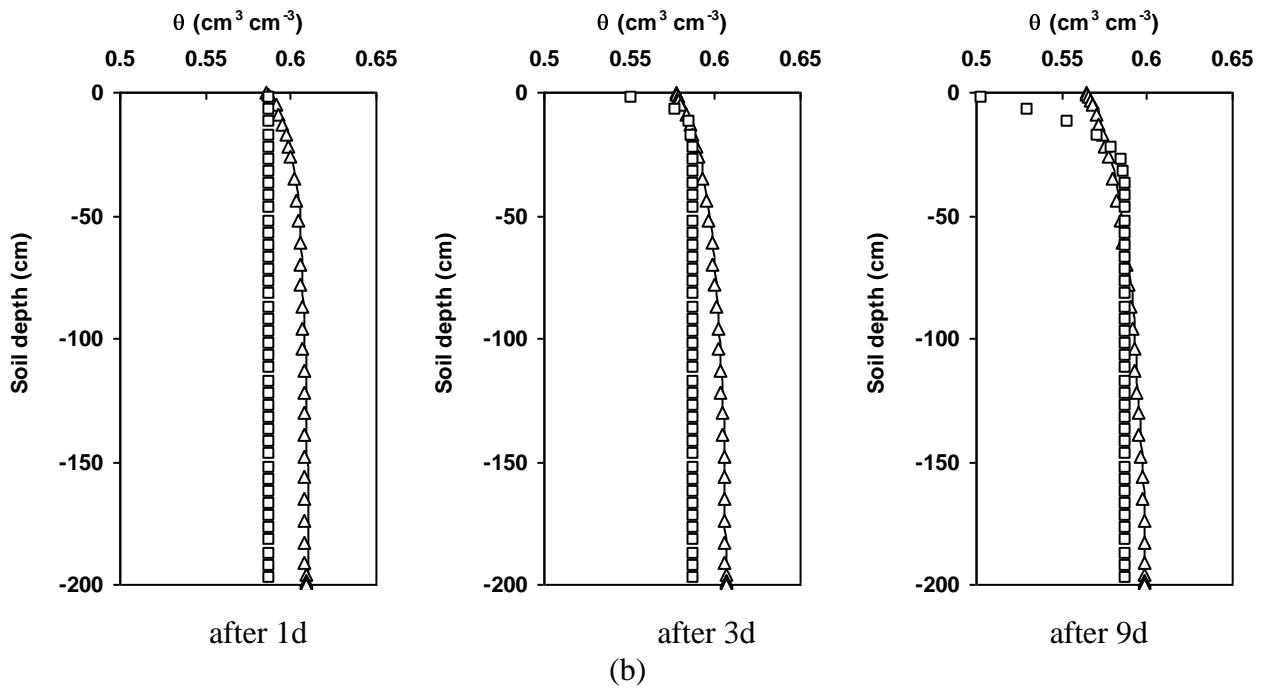 θ (cm³ cm⁻³)
0.5 0.55 0.6 0.65
0
-50
-100
-150
-200
Soil depth (cm)
after 1d
θ (cm³ cm⁻³)
0.5 0.55 0.6 0.65
0
-50
-100
-150
-200
Soil depth (cm)
after 3d
θ (cm³ cm⁻³)
0.5 0.55 0.6 0.65
0
-50
-100
-150
-200
Soil depth (cm)
after 9d
(b)